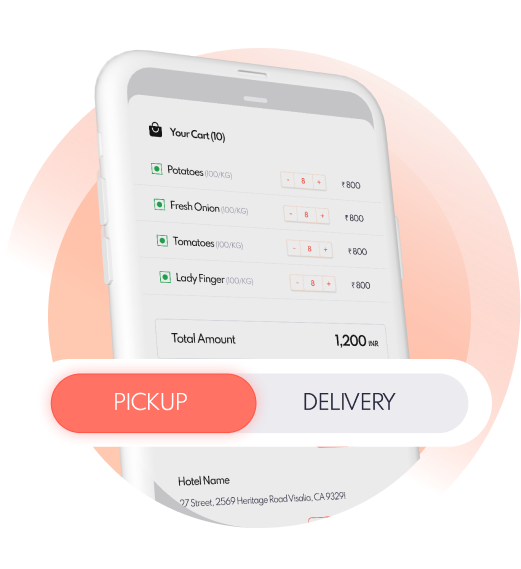 Your Cart (10)
Potatoes (100/KG) - 8 + ₹800
Fresh Onion (100/KG) - 8 + ₹800
Tomatoes (100/KG) - 8 + ₹800
Lady Finger (100/KG) - 8 + ₹800
Total Amount 1,200 INR
PICKUP DELIVERY
Hotel Name
27 Street, 2569 Heritage Road Visalia, CA 93291